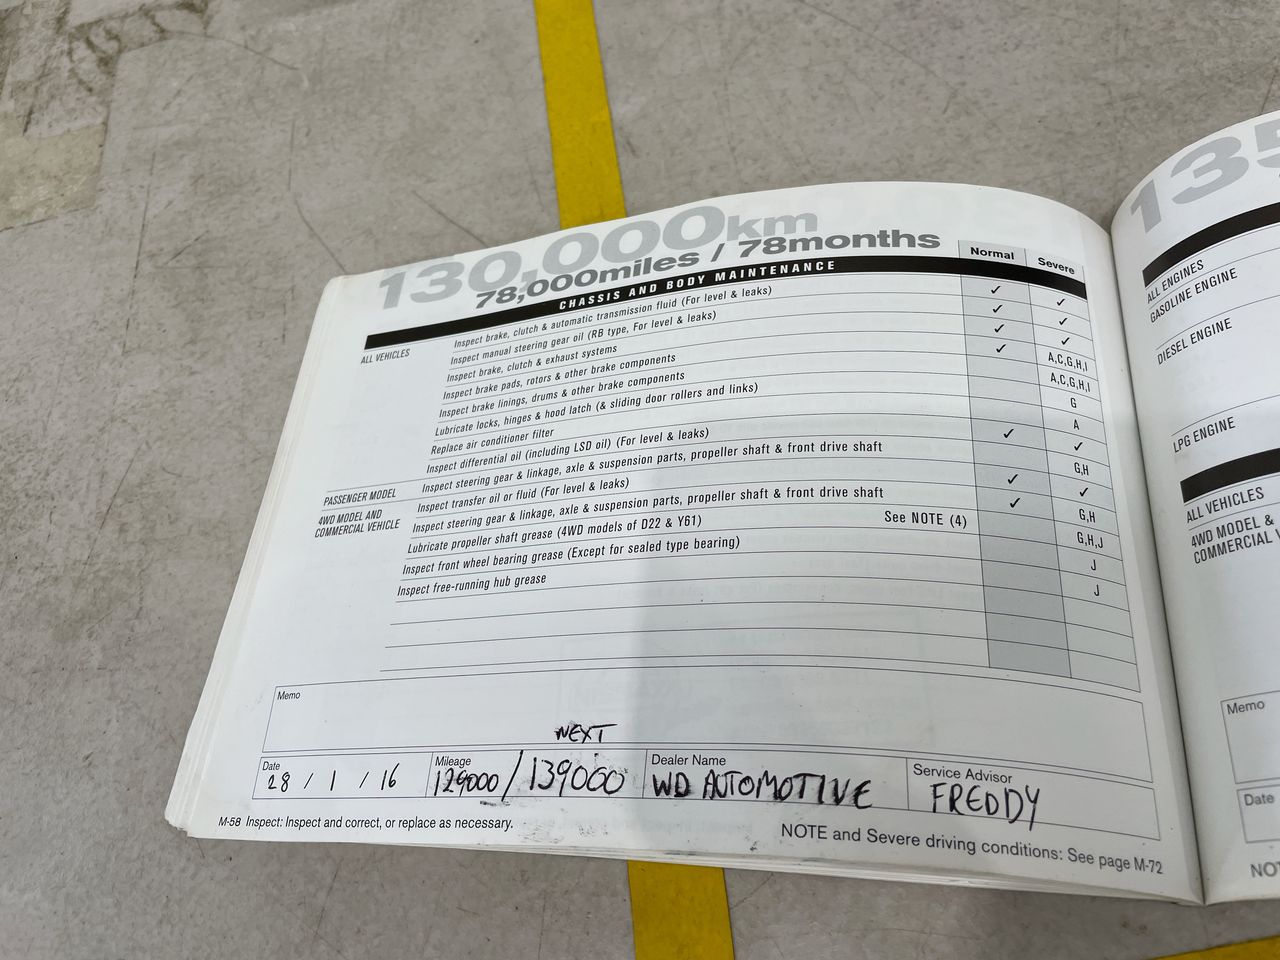 130,000km
78,000miles / 78months
CHASSIS AND BODY MAINTENANCE Normal Severe
ALL VEHICLES Inspect brake, clutch & automatic transmission fluid (For level & leaks) ✓ ✓
Inspect manual steering gear oil (RB type, For level & leaks) ✓ ✓
Inspect brake, clutch & exhaust systems ✓ ✓
Inspect brake pads, rotors & other brake components ✓ A,C,G,H,I
Inspect brake linings, drums & other brake components A,C,G,H,I
Lubricate locks, hinges & hood latch (& sliding door rollers and links) G
Replace air conditioner filter A
Inspect differential oil (including LSD oil) (For level & leaks) ✓ ✓
PASSENGER MODEL Inspect steering gear & linkage, axle & suspension parts, propeller shaft & front drive shaft G,H
4WD MODEL AND COMMERCIAL VEHICLE Inspect transfer oil or fluid (For level & leaks) ✓ ✓
Inspect steering gear & linkage, axle & suspension parts, propeller shaft & front drive shaft ✓ G,H
Lubricate propeller shaft grease (4WD models of D22 & Y61) See NOTE (4) G,H,J
Inspect front wheel bearing grease (Except for sealed type bearing) J
Inspect free-running hub grease J
Memo
NEXT
Date Mileage Dealer Name Service Advisor
28 / 1 / 16 129000 / 139000 WD AUTOMOTIVE FREDDY
M-58 Inspect: Inspect and correct, or replace as necessary.
NOTE and Severe driving conditions: See page M-72
135
ALL ENGINES
GASOLINE ENGINE
DIESEL ENGINE
LPG ENGINE
ALL VEHICLES
4WD MODEL &
COMMERCIAL
Memo
Date